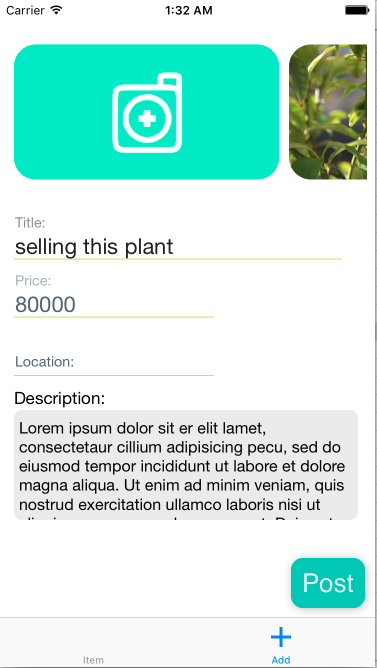 Carrier 1:32 AM
Title:
selling this plant
Price:
80000
Location:
Description:
Lorem ipsum dolor sit er elit lamet,
consectetaur cillium adipisicing pecu, sed do
eiusmod tempor incididunt ut labore et dolore
magna aliqua. Ut enim ad minim veniam, quis
nostrud exercitation ullamco laboris nisi ut
Post
Item Add